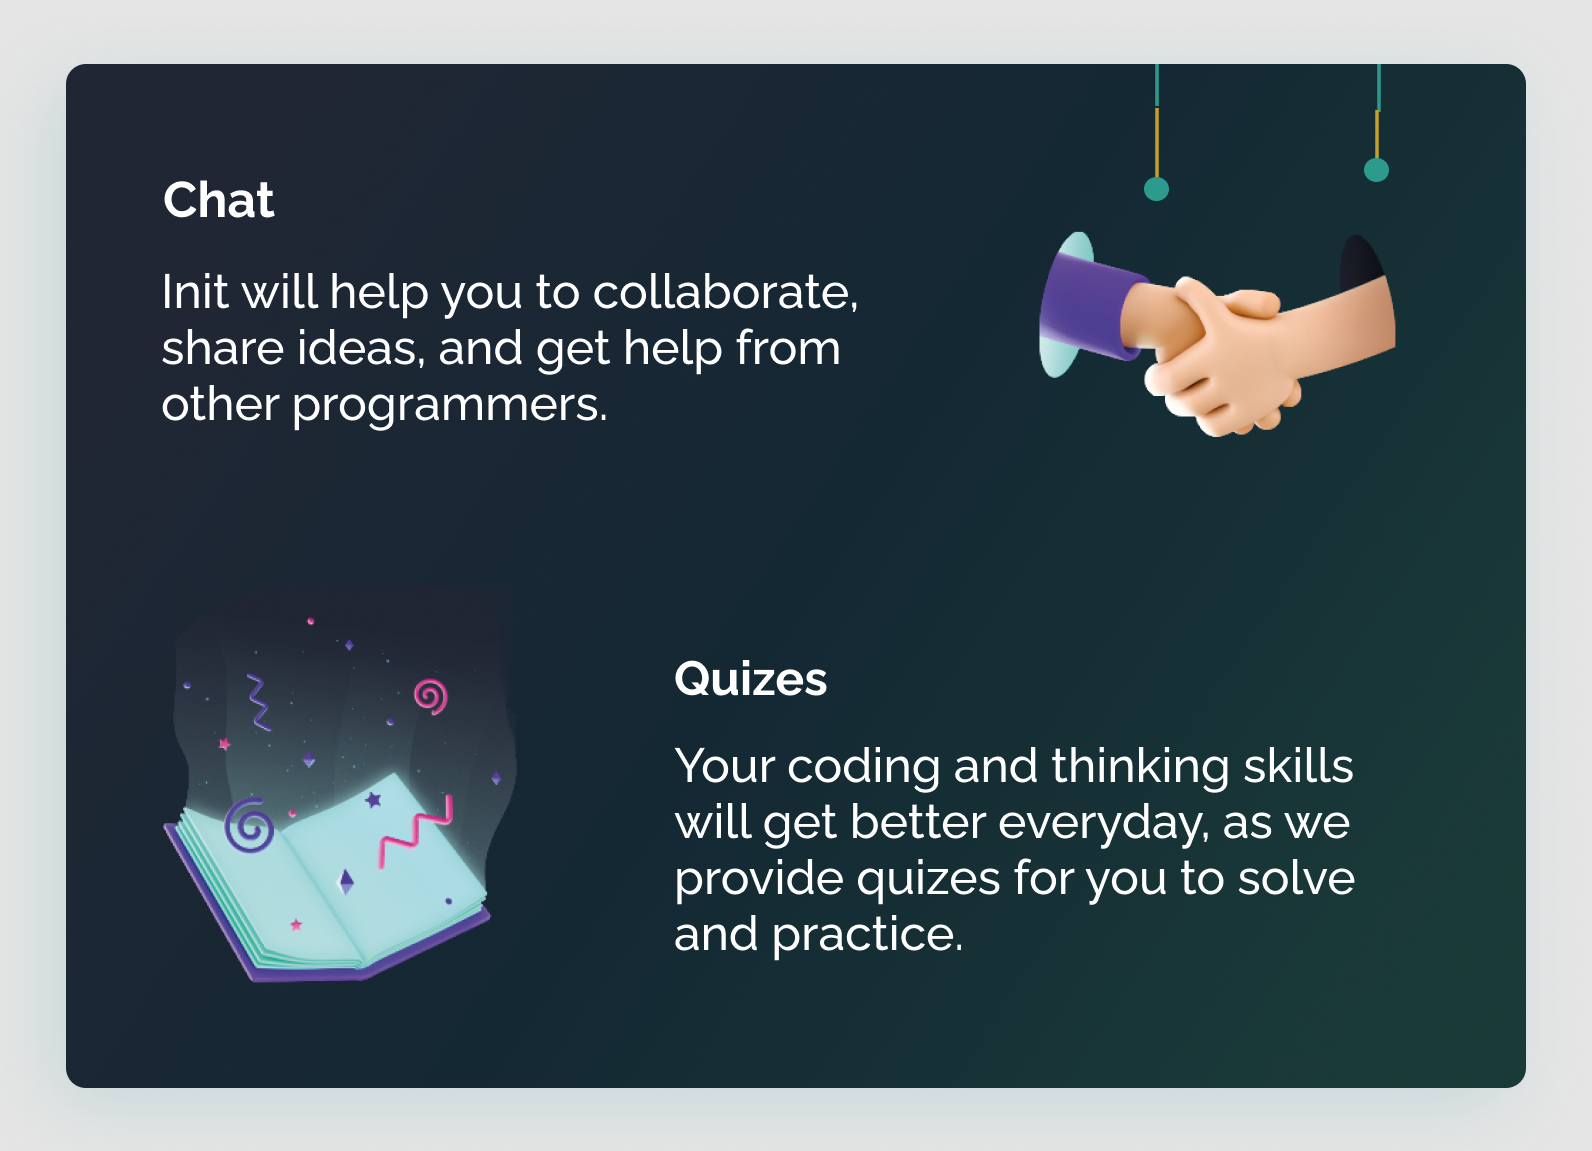 Chat
Init will help you to collaborate,
share ideas, and get help from
other programmers.
Quizes
Your coding and thinking skills
will get better everyday, as we
provide quizes for you to solve
and practice.